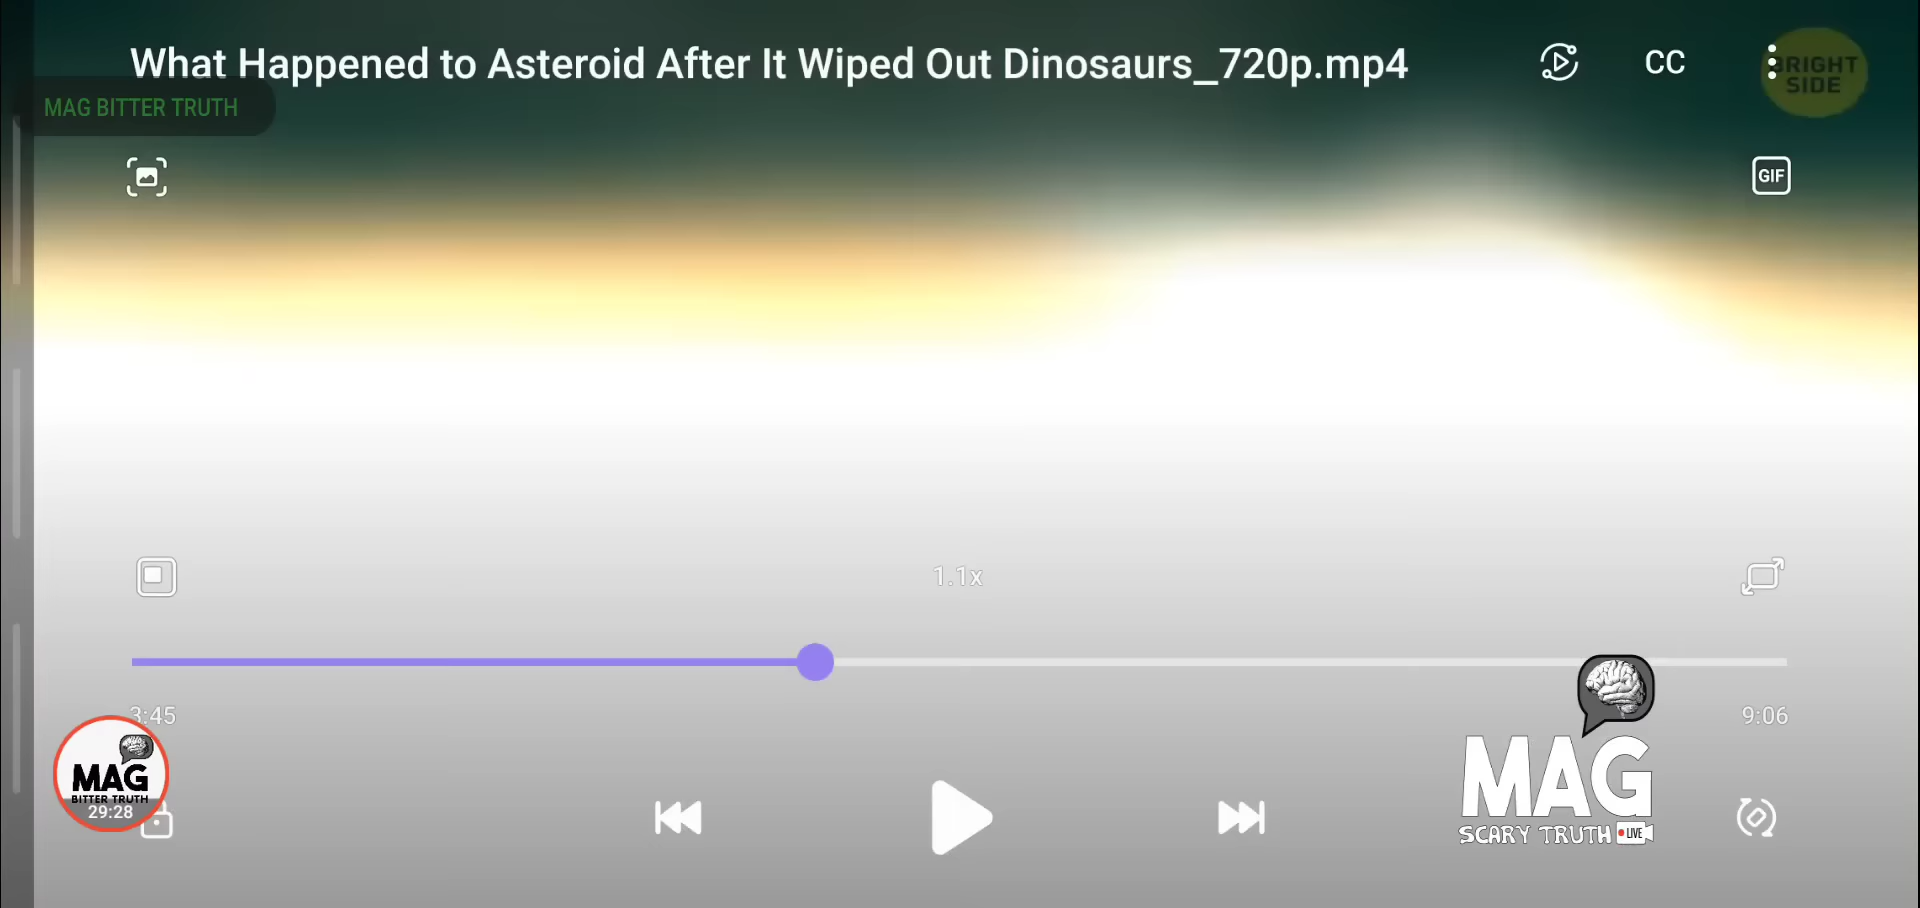 What Happened to Asteroid After It Wiped Out Dinosaurs_720p.mp4
CC
BRIGHT
SIDE
MAG BITTER TRUTH
GIF
1.1x
3:45
9:06
MAG
BITTER TRUTH
29:28
MAG
SCARY TRUTH LIVE